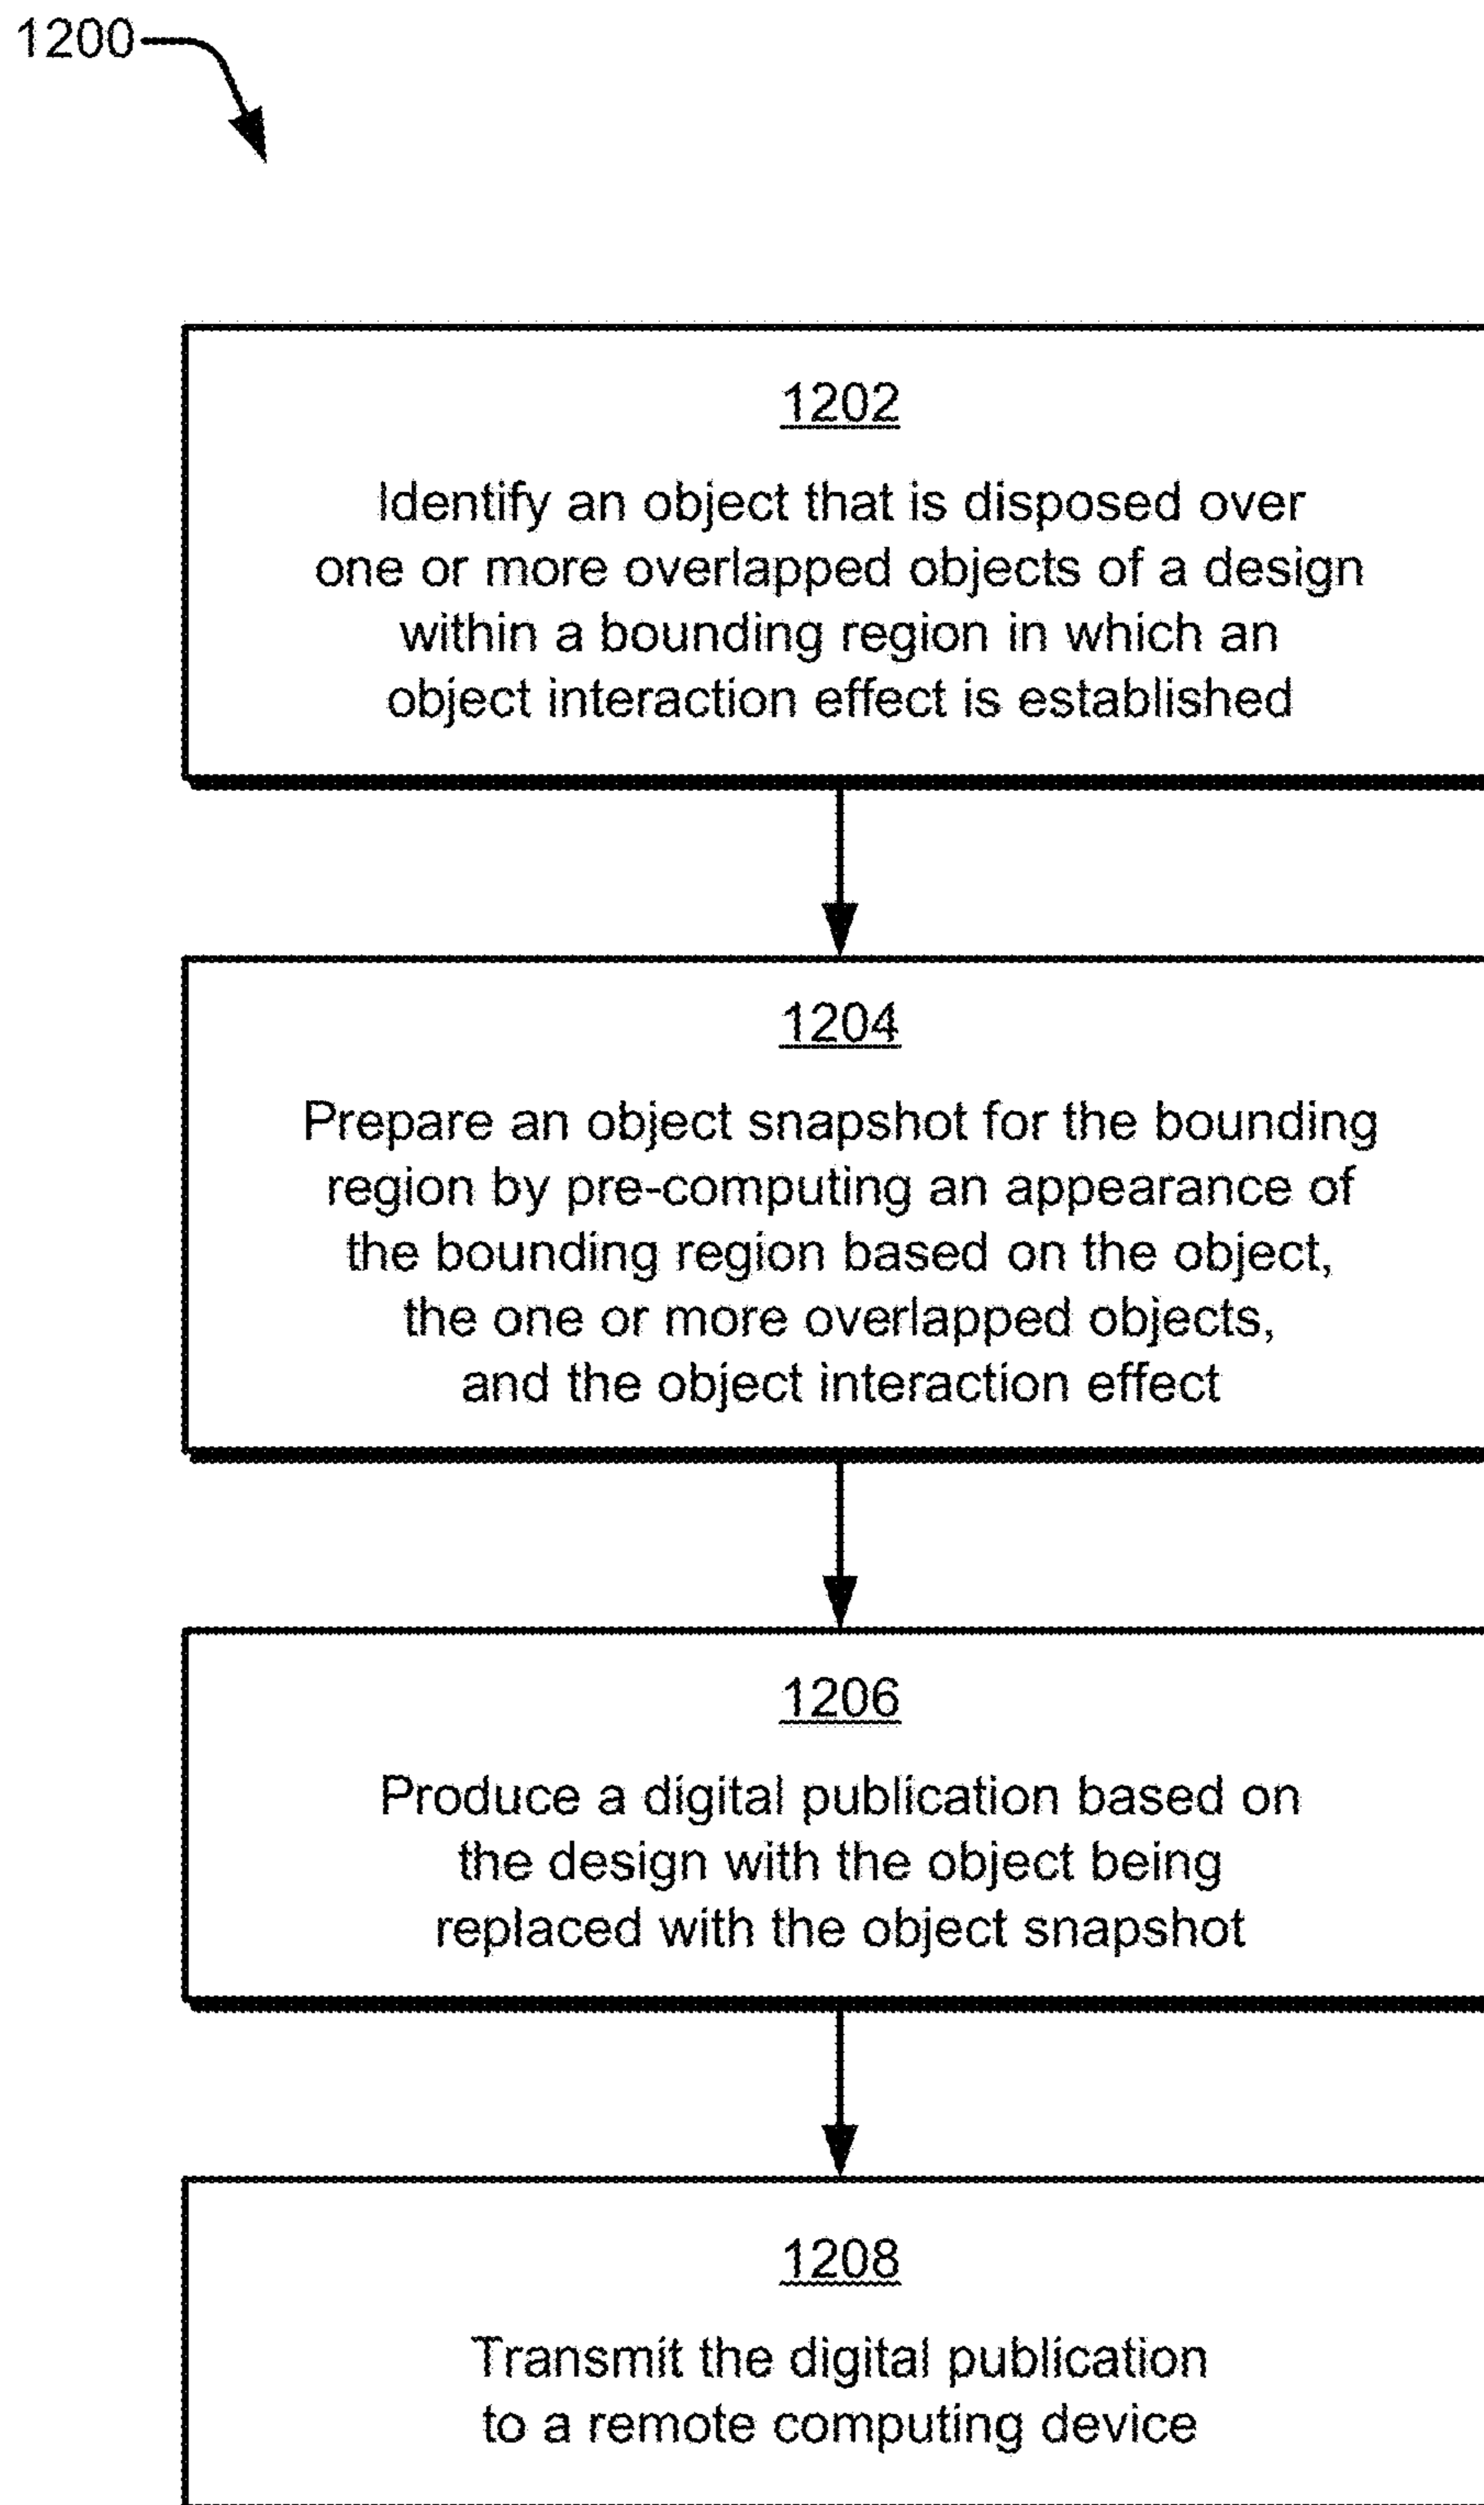 1200
1202
Identify an object that is disposed over
one or more overlapped objects of a design
within a bounding region in which an
object interaction effect is established
1204
Prepare an object snapshot for the bounding
region by pre-computing an appearance of
the bounding region based on the object,
the one or more overlapped objects,
and the object interaction effect
1206
Produce a digital publication based on
the design with the object being
replaced with the object snapshot
1208
Transmit the digital publication
to a remote computing device